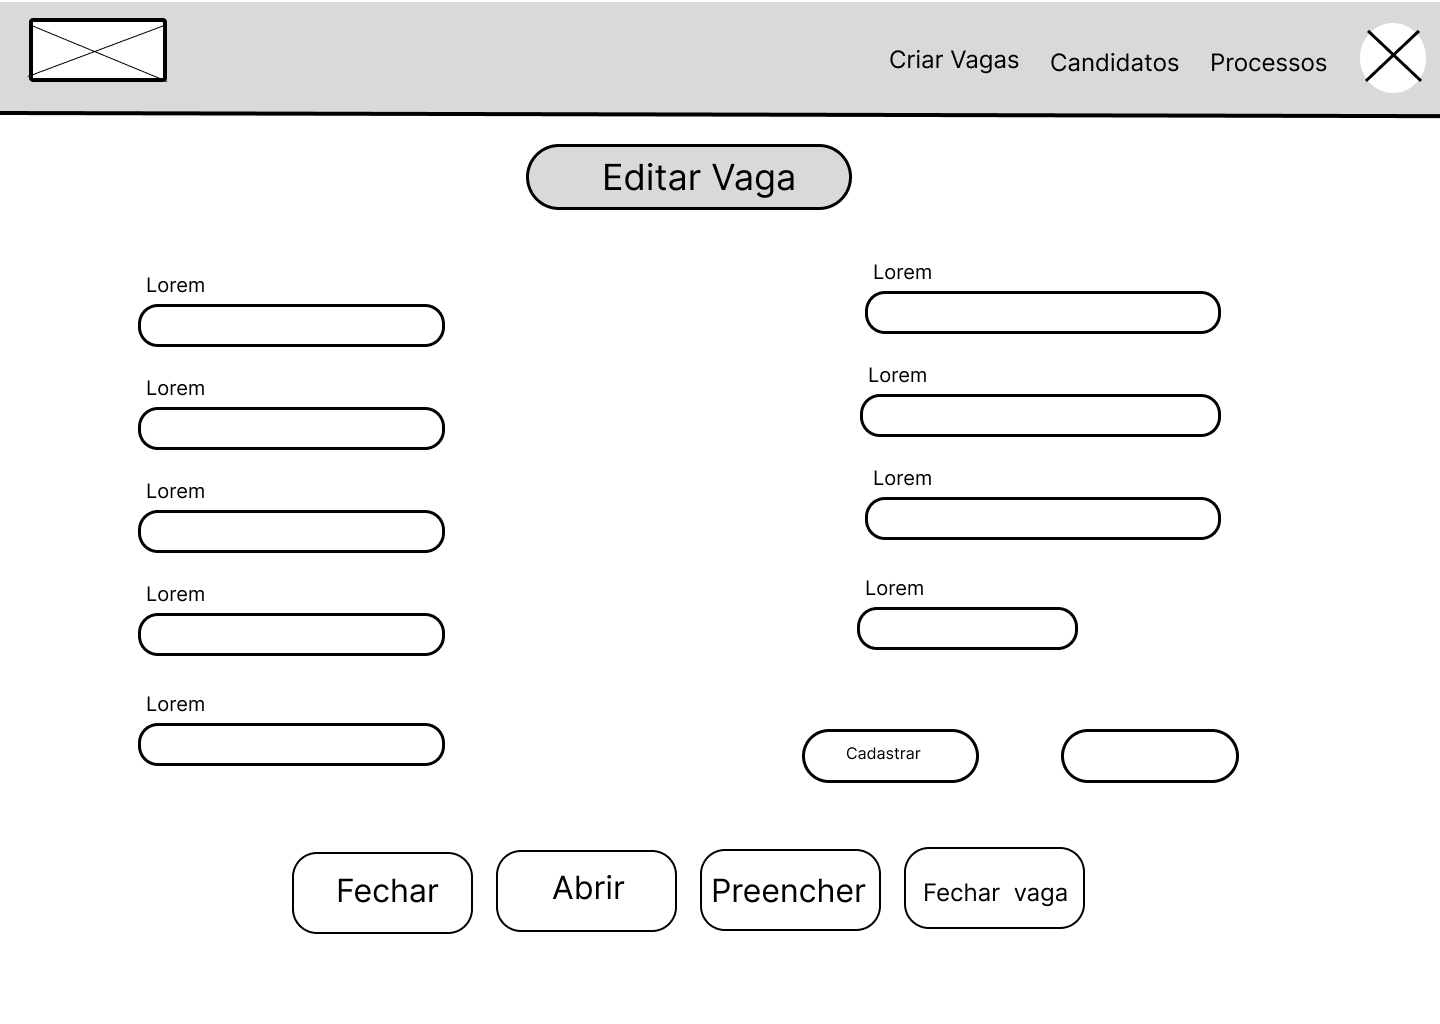 Criar Vagas Candidatos Processos
Editar Vaga
Lorem
Lorem
Lorem
Lorem
Lorem
Lorem
Lorem
Lorem
Lorem
Cadastrar
Fechar Abrir Preencher Fechar vaga